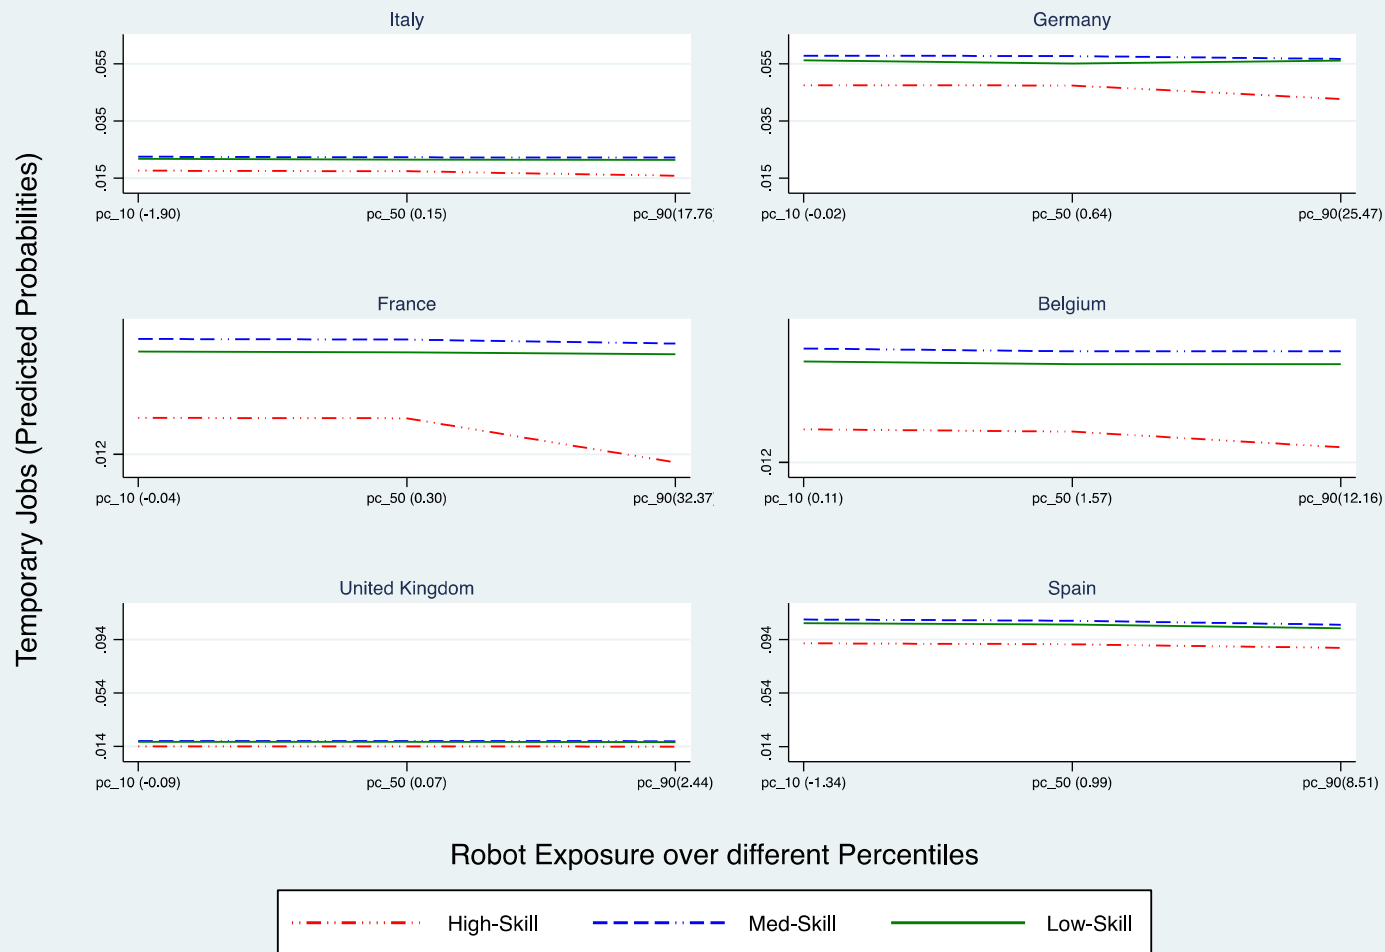 Temporary Jobs (Predicted Probabilities)
Italy
.055
.035
.015
pc_10 (-1.90) pc_50 (0.15) pc_90(17.76)
Germany
.055
.035
.015
pc_10 (-0.02) pc_50 (0.64) pc_90(25.47)
France
.012
pc_10 (-0.04) pc_50 (0.30) pc_90(32.37)
Belgium
.012
pc_10 (0.11) pc_50 (1.57) pc_90(12.16)
United Kingdom
.094
.054
.014
pc_10 (-0.09) pc_50 (0.07) pc_90(2.44)
Spain
.094
.054
.014
pc_10 (-1.34) pc_50 (0.99) pc_90(8.51)
Robot Exposure over different Percentiles
High-Skill Med-Skill Low-Skill